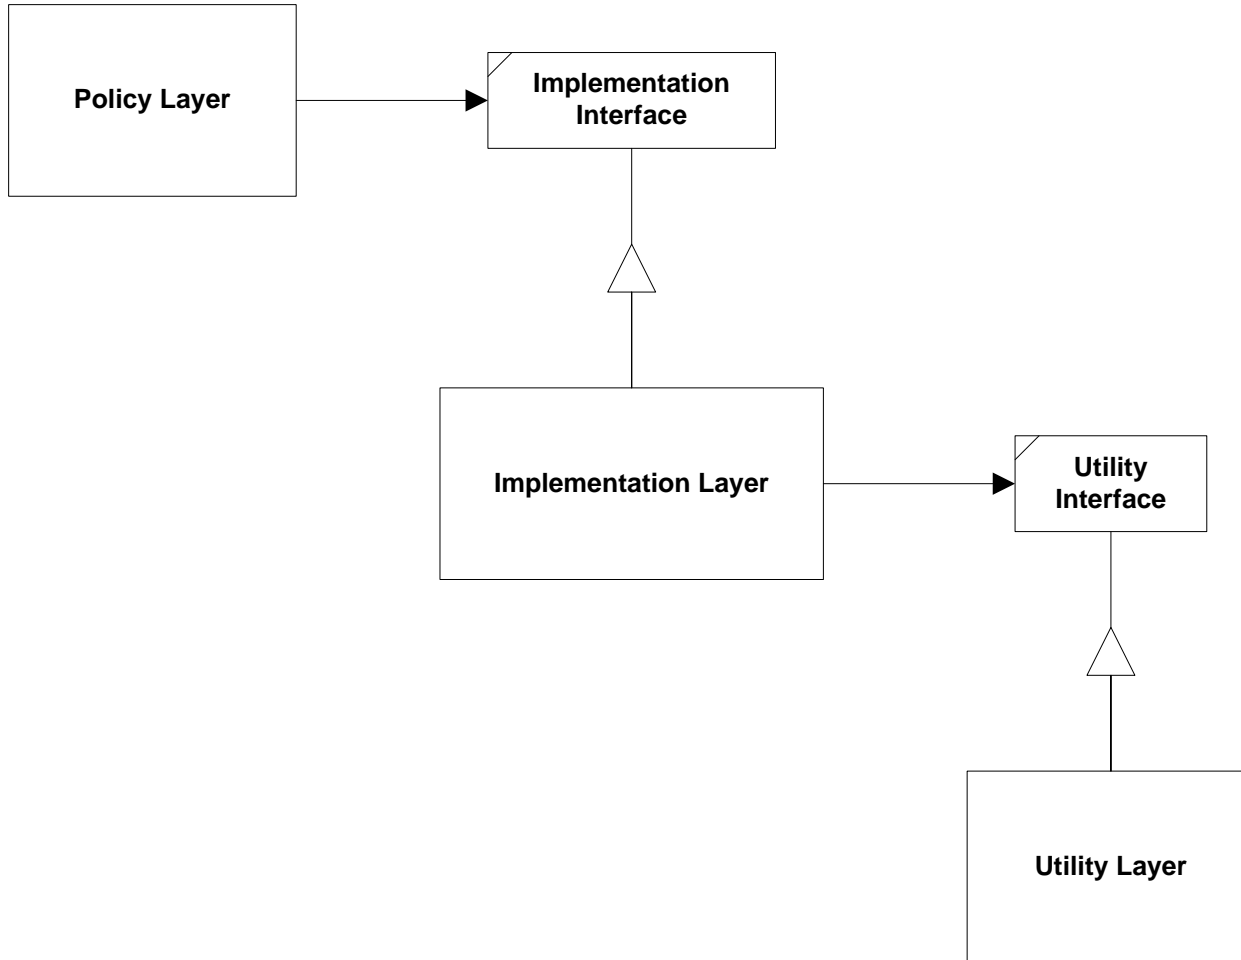 Policy Layer
Implementation
Interface
Implementation Layer
Utility
Interface
Utility Layer